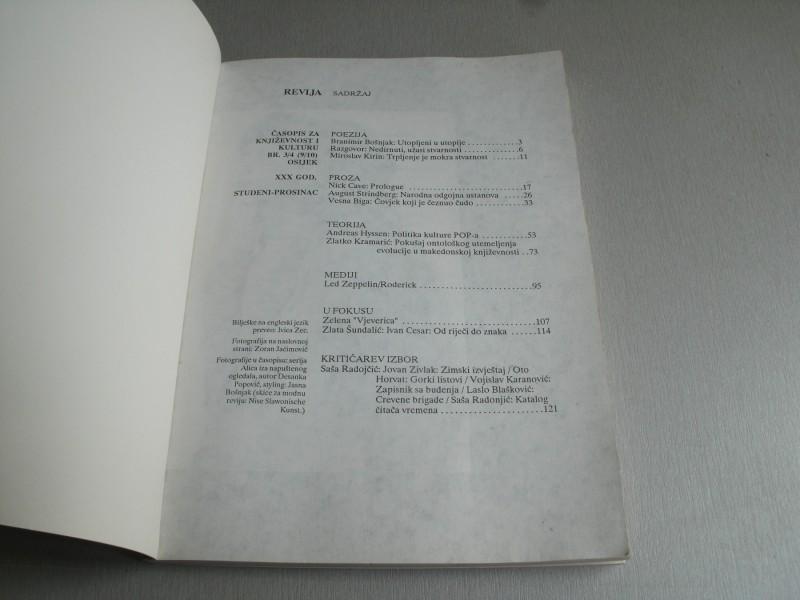 REVIJA SADRŽAJ
ČASOPIS ZA
KNJIŽEVNOST I
KULTURU
BR. 3/4 (9/10)
OSIJEK
XXX GOD.
STUDENI-PROSINAC
POEZIJA
Branimir Bošnjak: Utopljeni u utopije ............3
Razgovor: Nedirnuti, užasi stvarnosti .............6
Miroslav Kirin: Trpljenje je mokra stvarnost .......11
PROZA
Nick Cave: Prologue .........................17
August Strindberg: Narodna odgojna ustanova .....26
Vesna Biga: Čovjek koji je čeznuo čudo ...........33
TEORIJA
Andreas Hyssen: Politika kulture POP-a ..........53
Zlatko Kramarić: Pokušaj ontološkog utemeljenja
evolucije u makedonskoj književnosti ..73
MEDIJI
Led Zeppelin/Roderick ........................95
U FOKUSU
Zelena "Vjeverica" ............................107
Zlata Šundalić: Ivan Cesar: Od riječi do znaka .......114
KRITIČAREV IZBOR
Saša Radojčić: Jovan Zivlak: Zimski izvještaj / Oto
Horvat: Gorki listovi / Vojislav Karanović:
Zapisnik sa buđenja / Laslo Blašković:
Crevene brigade / Saša Radonjić: Katalog
čitača vremena ......................121
Bilješke na engleski jezik
preveo: Ivica Zec.
Fotografija na naslovnoj
strani: Zoran Jaćimović
Fotografije u časopisu: serija
Alica iza napuštenog
ogledala, autor Desanka
Popović, styling: Jasna
Bošnjak (skice za modnu
reviju: Nise Slawonische
Kunst.)